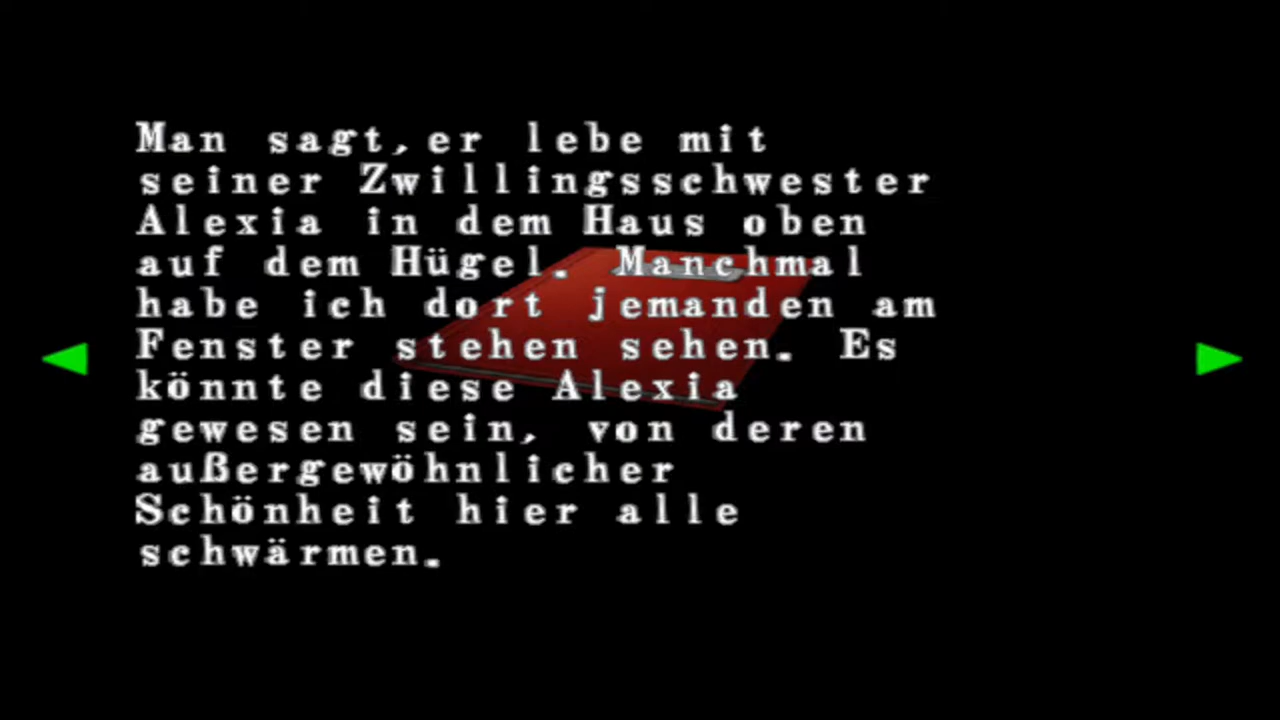 Man sagt,er lebe mit
seiner Zwillingsschwester
Alexia in dem Haus oben
auf dem Hügel. Manchmal
habe ich dort jemanden am
Fenster stehen sehen. Es
könnte diese Alexia
gewesen sein, von deren
außergewöhnlicher
Schönheit hier alle
schwärmen.